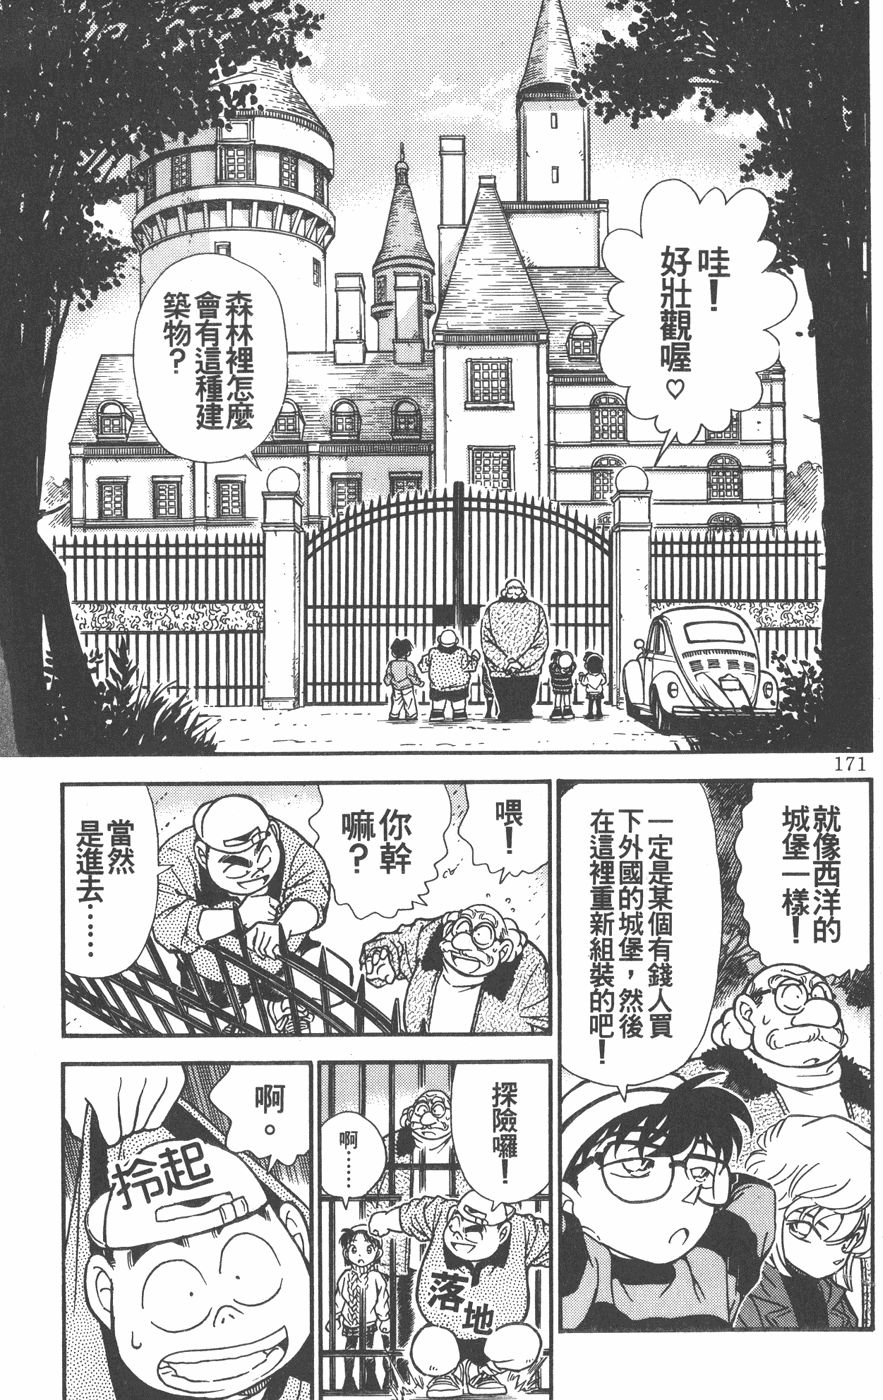 哇！
好壯觀喔♡
森林裡怎麼
會有這種建
築物？
171
就像西洋的
城堡一樣！
一定是某個有錢人買
下外國的城堡，然後
在這裡重新組裝的吧！
喂！
你幹
嘛？
當然
是進去……
探險囉！
啊……
落地
啊。
拎起